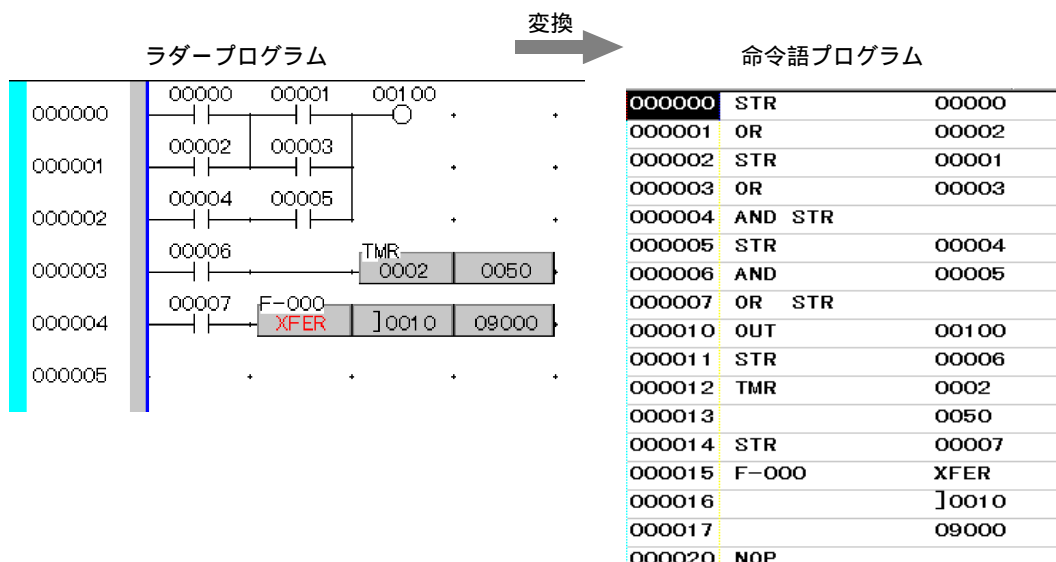 変換
ラダープログラム
命令語プログラム
00000 00001 00100
000000
00002 00003
000001
00004 00005
000002
00006 TMR
000003 0002 0050
00007 F-000
000004 XFER ]0010 09000
000005
000000 STR 00000
000001 OR 00002
000002 STR 00001
000003 OR 00003
000004 AND STR
000005 STR 00004
000006 AND 00005
000007 OR STR
000010 OUT 00100
000011 STR 00006
000012 TMR 0002
000013 0050
000014 STR 00007
000015 F-000 XFER
000016 ]0010
000017 09000
000020 NOP